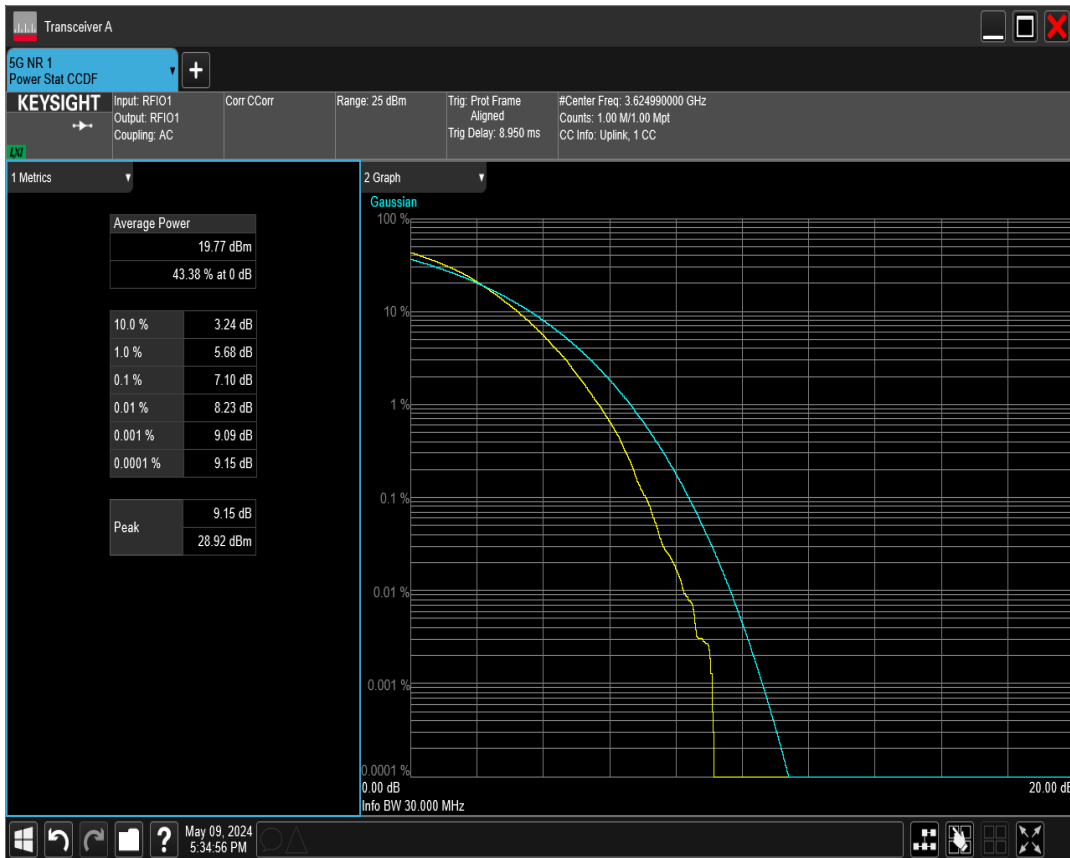 Transceiver A
5G NR 1
Power Stat CCDF
+
KEYSIGHT
LXI
Input: RFIO1
Output: RFIO1
Coupling: AC
Corr CCorr
Range: 25 dBm
Trig: Prot Frame
Aligned
Trig Delay: 8.950 ms
#Center Freq: 3.624990000 GHz
Counts: 1.00 M/1.00 Mpt
CC Info: Uplink, 1 CC
1 Metrics
Average Power
19.77 dBm
43.38 % at 0 dB
10.0 % 3.24 dB
1.0 % 5.68 dB
0.1 % 7.10 dB
0.01 % 8.23 dB
0.001 % 9.09 dB
0.0001 % 9.15 dB
Peak
9.15 dB
28.92 dBm
2 Graph
Gaussian
100 %
10 %
1 %
0.1 %
0.01 %
0.001 %
0.0001 %
0.00 dB
20.00 dB
Info BW 30.000 MHz
?
May 09, 2024
5:34:56 PM